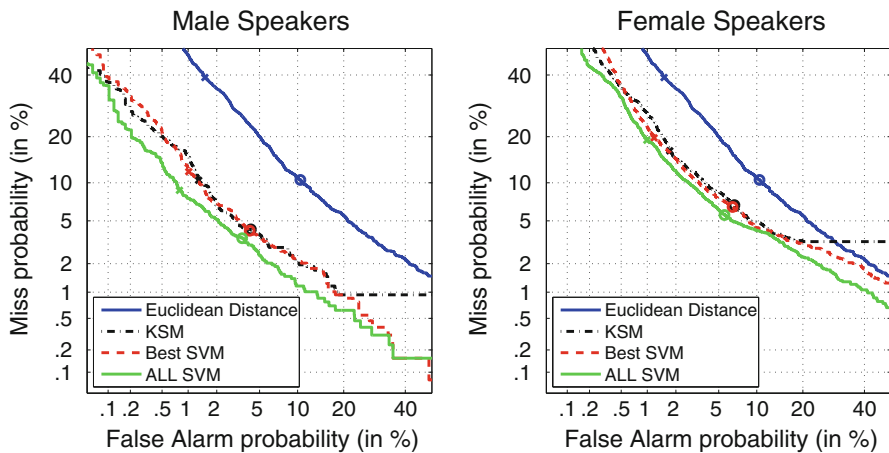 Male Speakers
Miss probability (in %)
40
20
10
5
2
1
.5
.2
.1
Euclidean Distance
KSM
Best SVM
ALL SVM
.1 .2 .5 1 2 5 10 20 40
False Alarm probability (in %)
Female Speakers
Miss probability (in %)
40
20
10
5
2
1
.5
.2
.1
Euclidean Distance
KSM
Best SVM
ALL SVM
.1 .2 .5 1 2 5 10 20 40
False Alarm probability (in %)